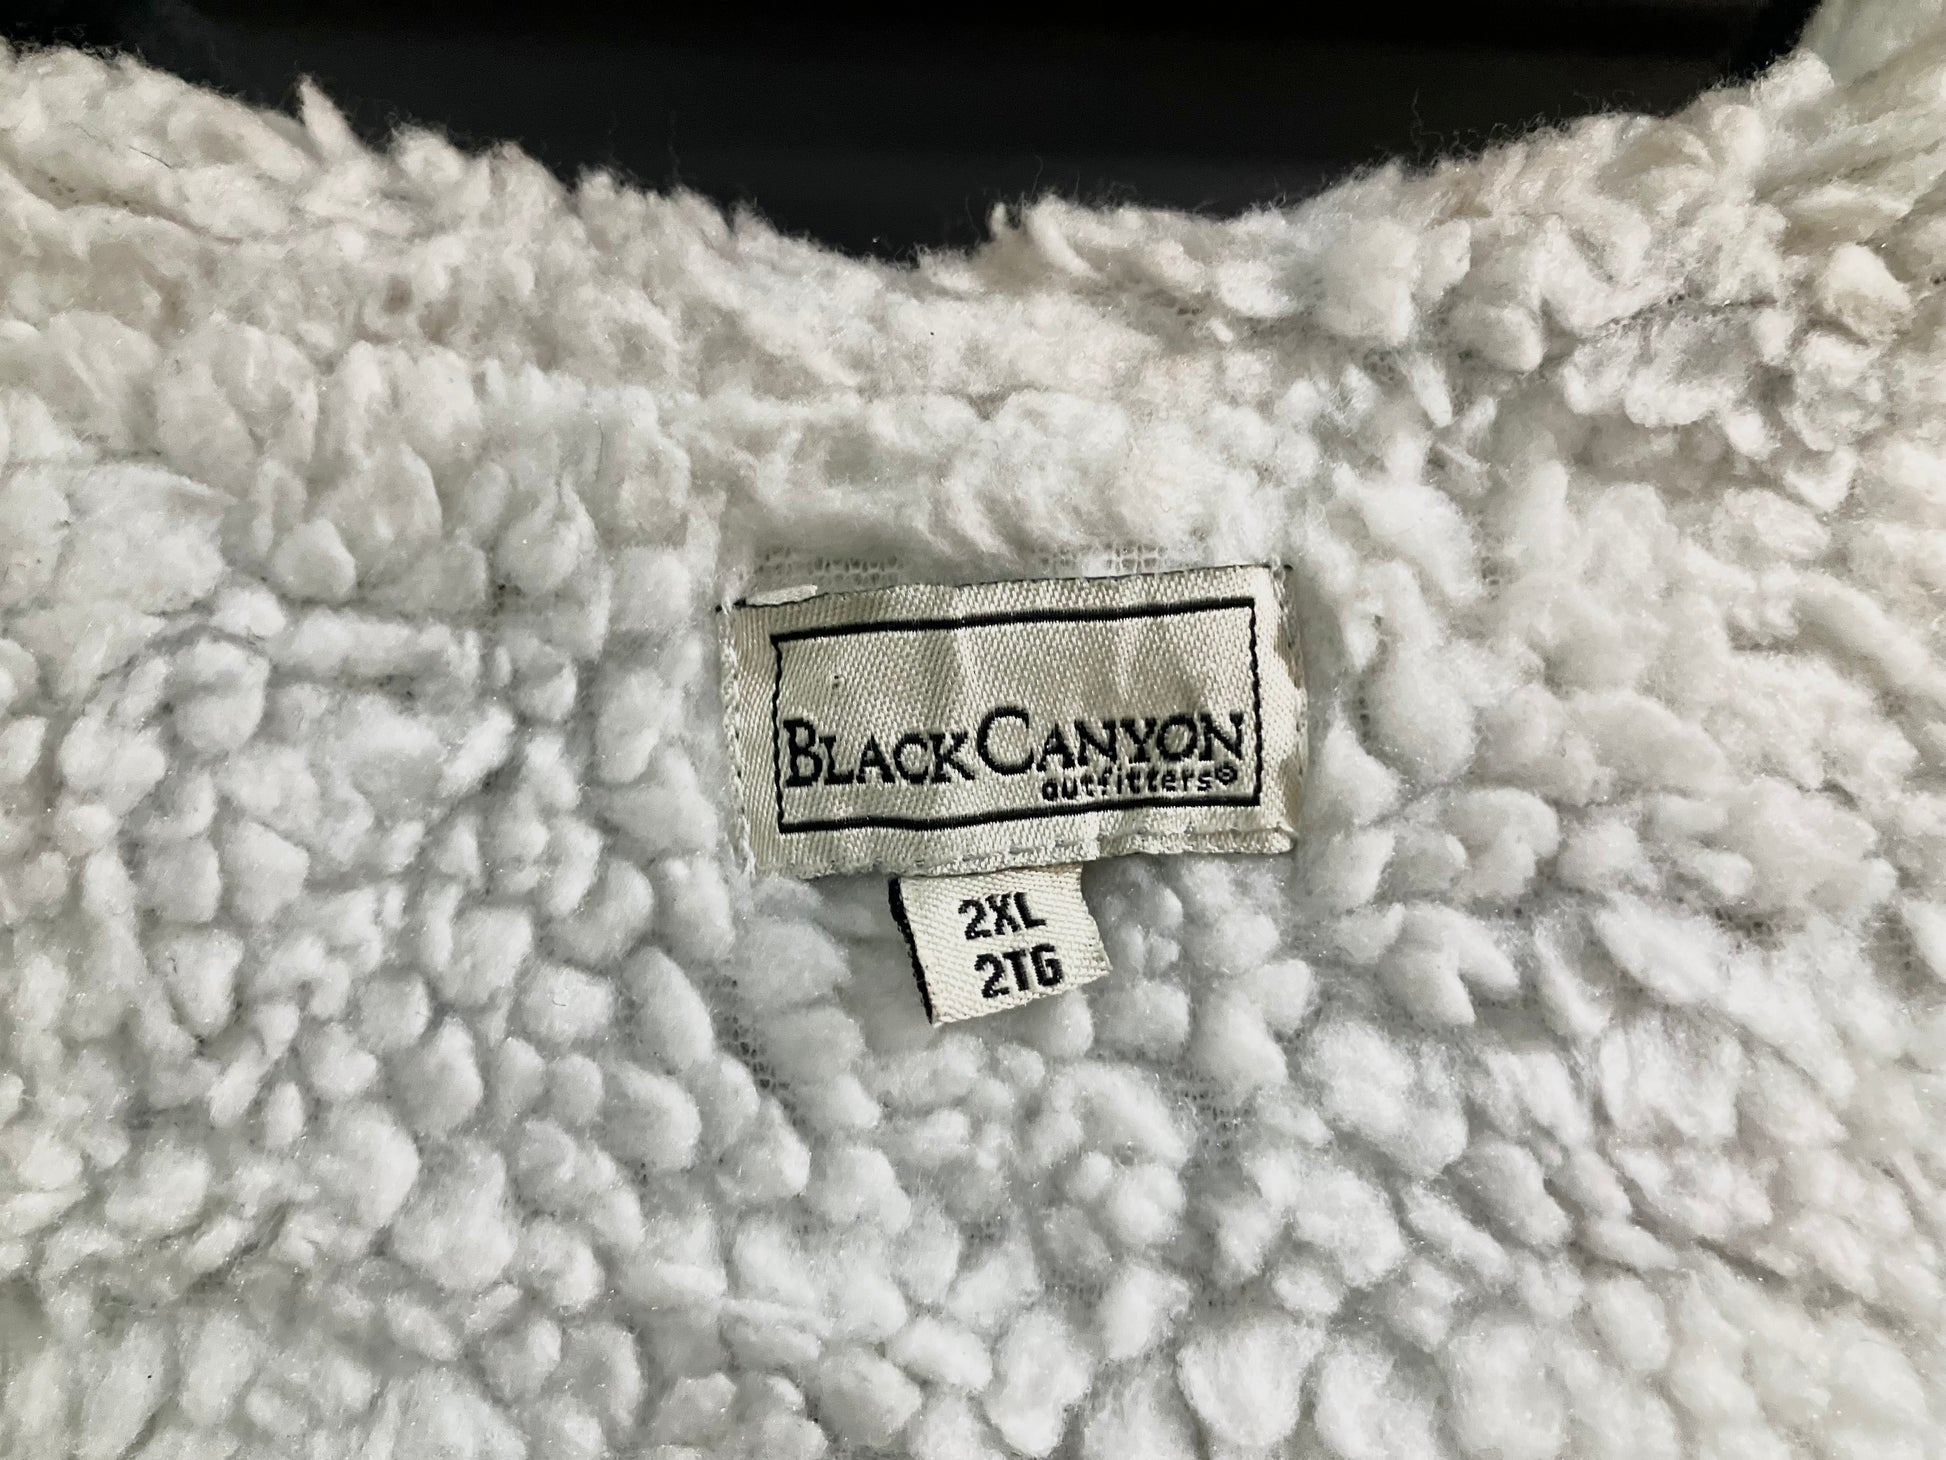 BLACKCANYON
outfitters®
2XL
2TG